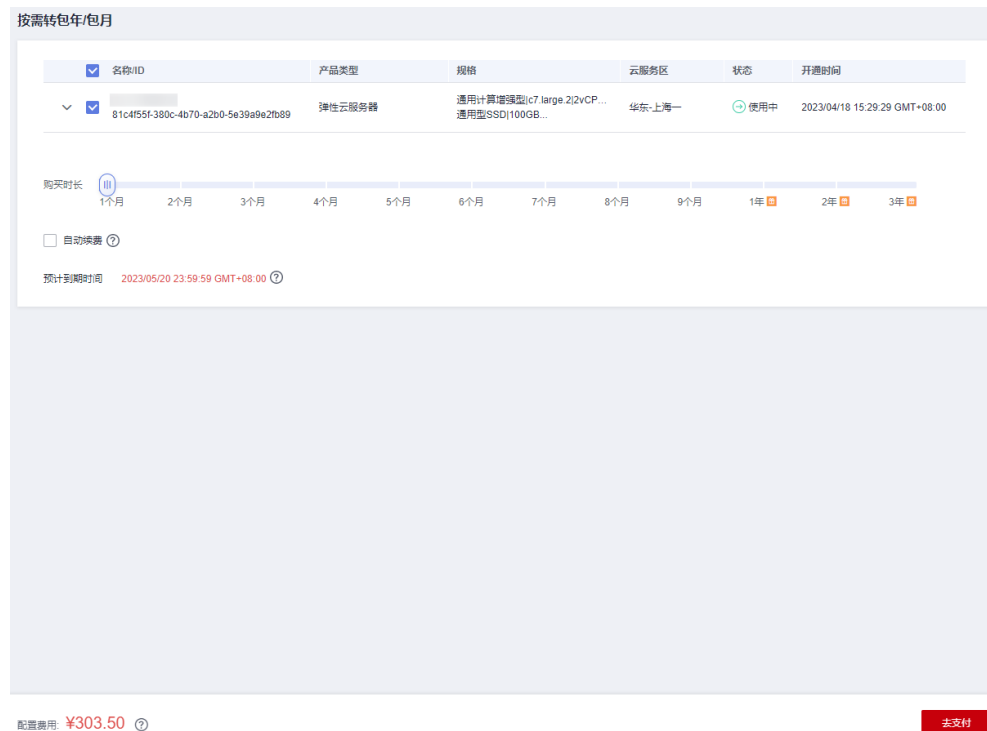 按需转包年/包月
名称/ID 产品类型 规格 云服务区 状态 开通时间
81c4f55f-380c-4b70-a2b0-5e39a9e2fb89 弹性云服务器 通用计算增强型|c7.large.2|2vCP... 华东-上海一 使用中 2023/04/18 15:29:29 GMT+08:00
通用型SSD|100GB...
购买时长
1个月 2个月 3个月 4个月 5个月 6个月 7个月 8个月 9个月 1年 2年 3年
自动续费 ?
预计到期时间 2023/05/20 23:59:59 GMT+08:00 ?
配置费用: ¥303.50 ? 去支付